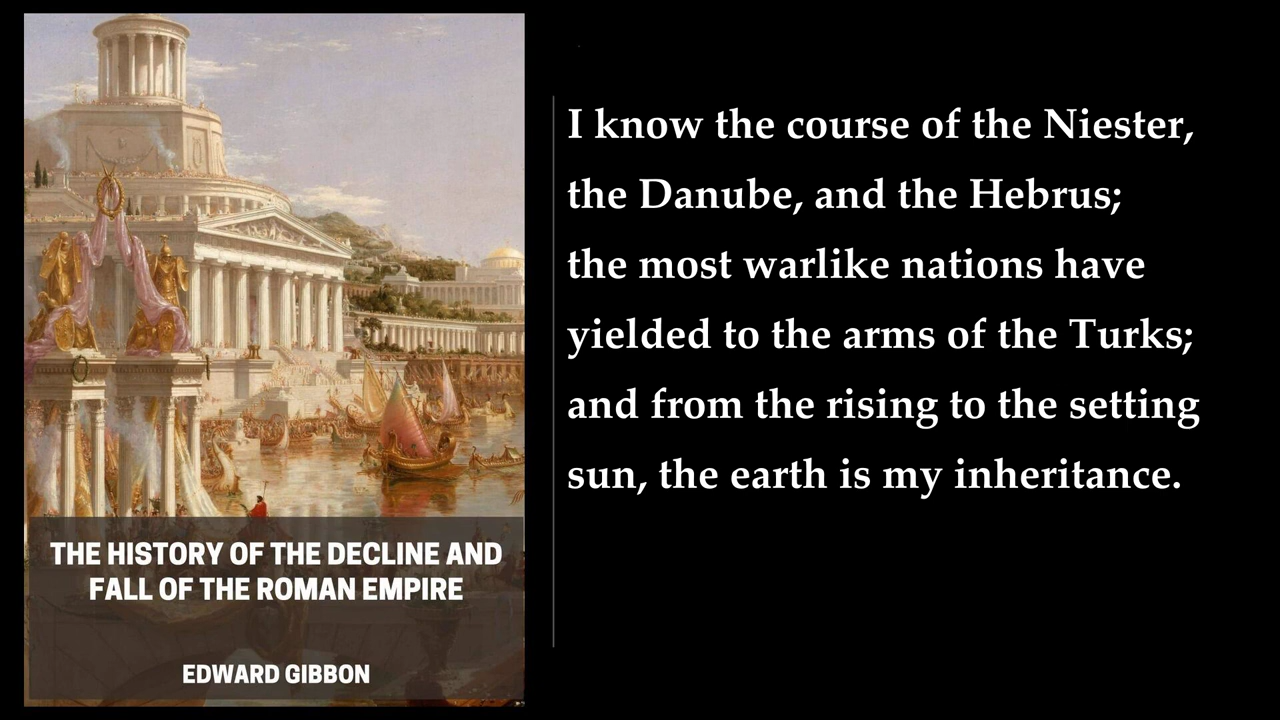 I know the course of the Niester,
the Danube, and the Hebrus;
the most warlike nations have
yielded to the arms of the Turks;
and from the rising to the setting
sun, the earth is my inheritance.
THE HISTORY OF THE DECLINE AND
FALL OF THE ROMAN EMPIRE
EDWARD GIBBON